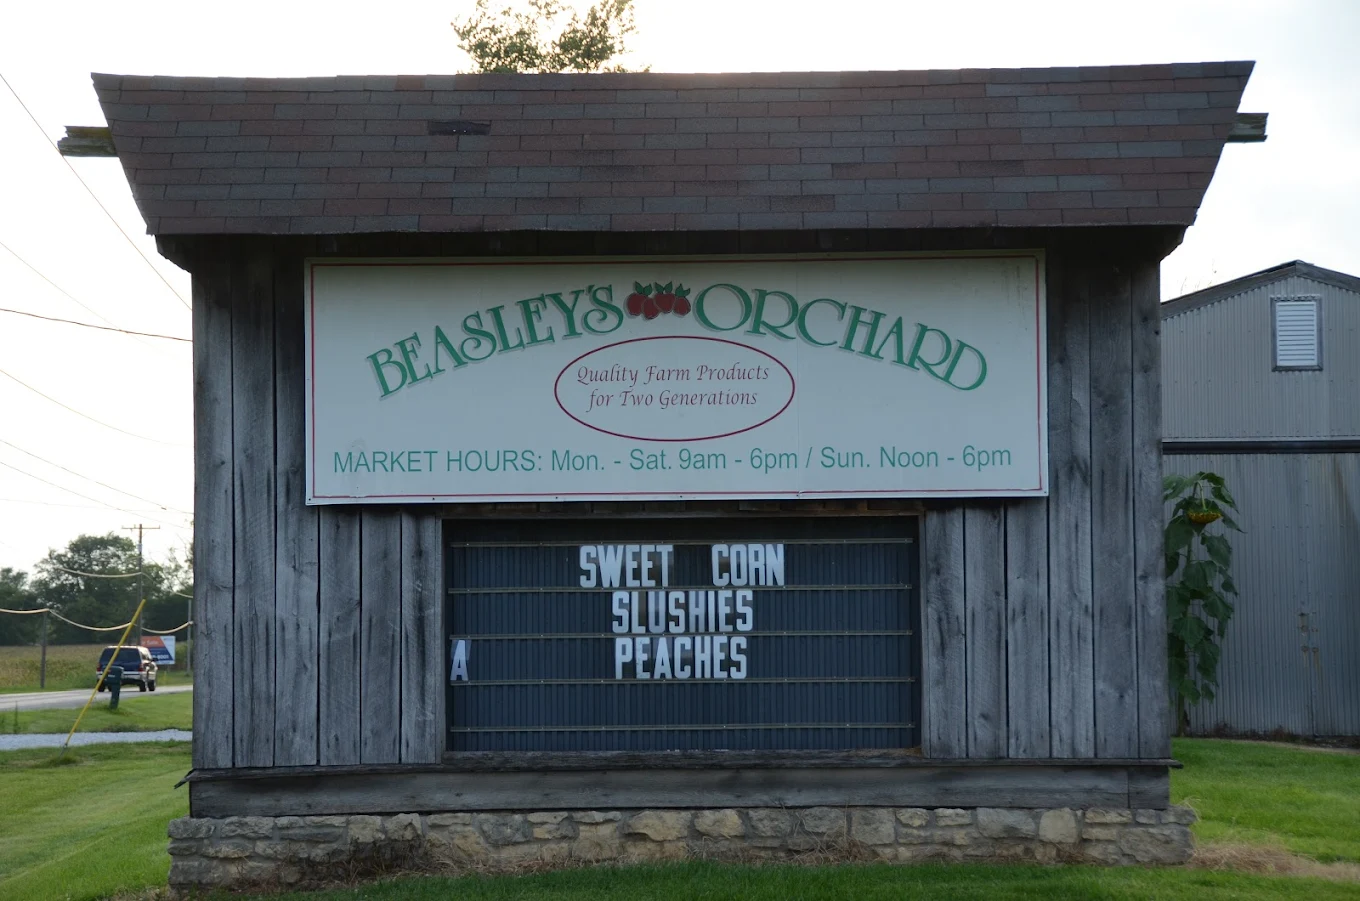 BEASLEY'S ORCHARD
Quality Farm Products
for Two Generations
MARKET HOURS: Mon. - Sat. 9am - 6pm / Sun. Noon - 6pm
SWEET CORN
SLUSHIES
A PEACHES